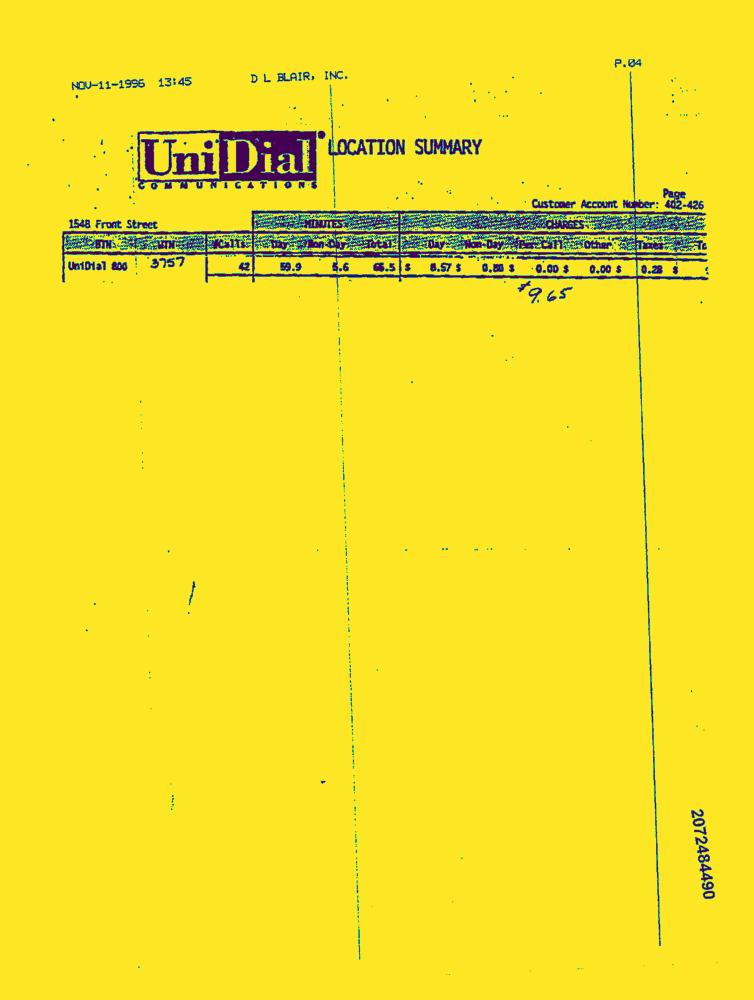 NOV-11-1996 13:45 D L BLAIR, INC. P.04
UniDial LOCATION SUMMARY
COMMUNICATIONS
Page
Customer Account Number: 402-426
1548 Front Street MINUTES CHARGES
BTN WTN #Calls Day Non-Day Total Day Non-Day Per-Call Other Taxes To
UniDial 800 3757 42 59.9 5.6 65.5 $ 8.57 $ 0.80 $ 0.00 $ 0.00 $ 0.28 $
$9.65
2072484490